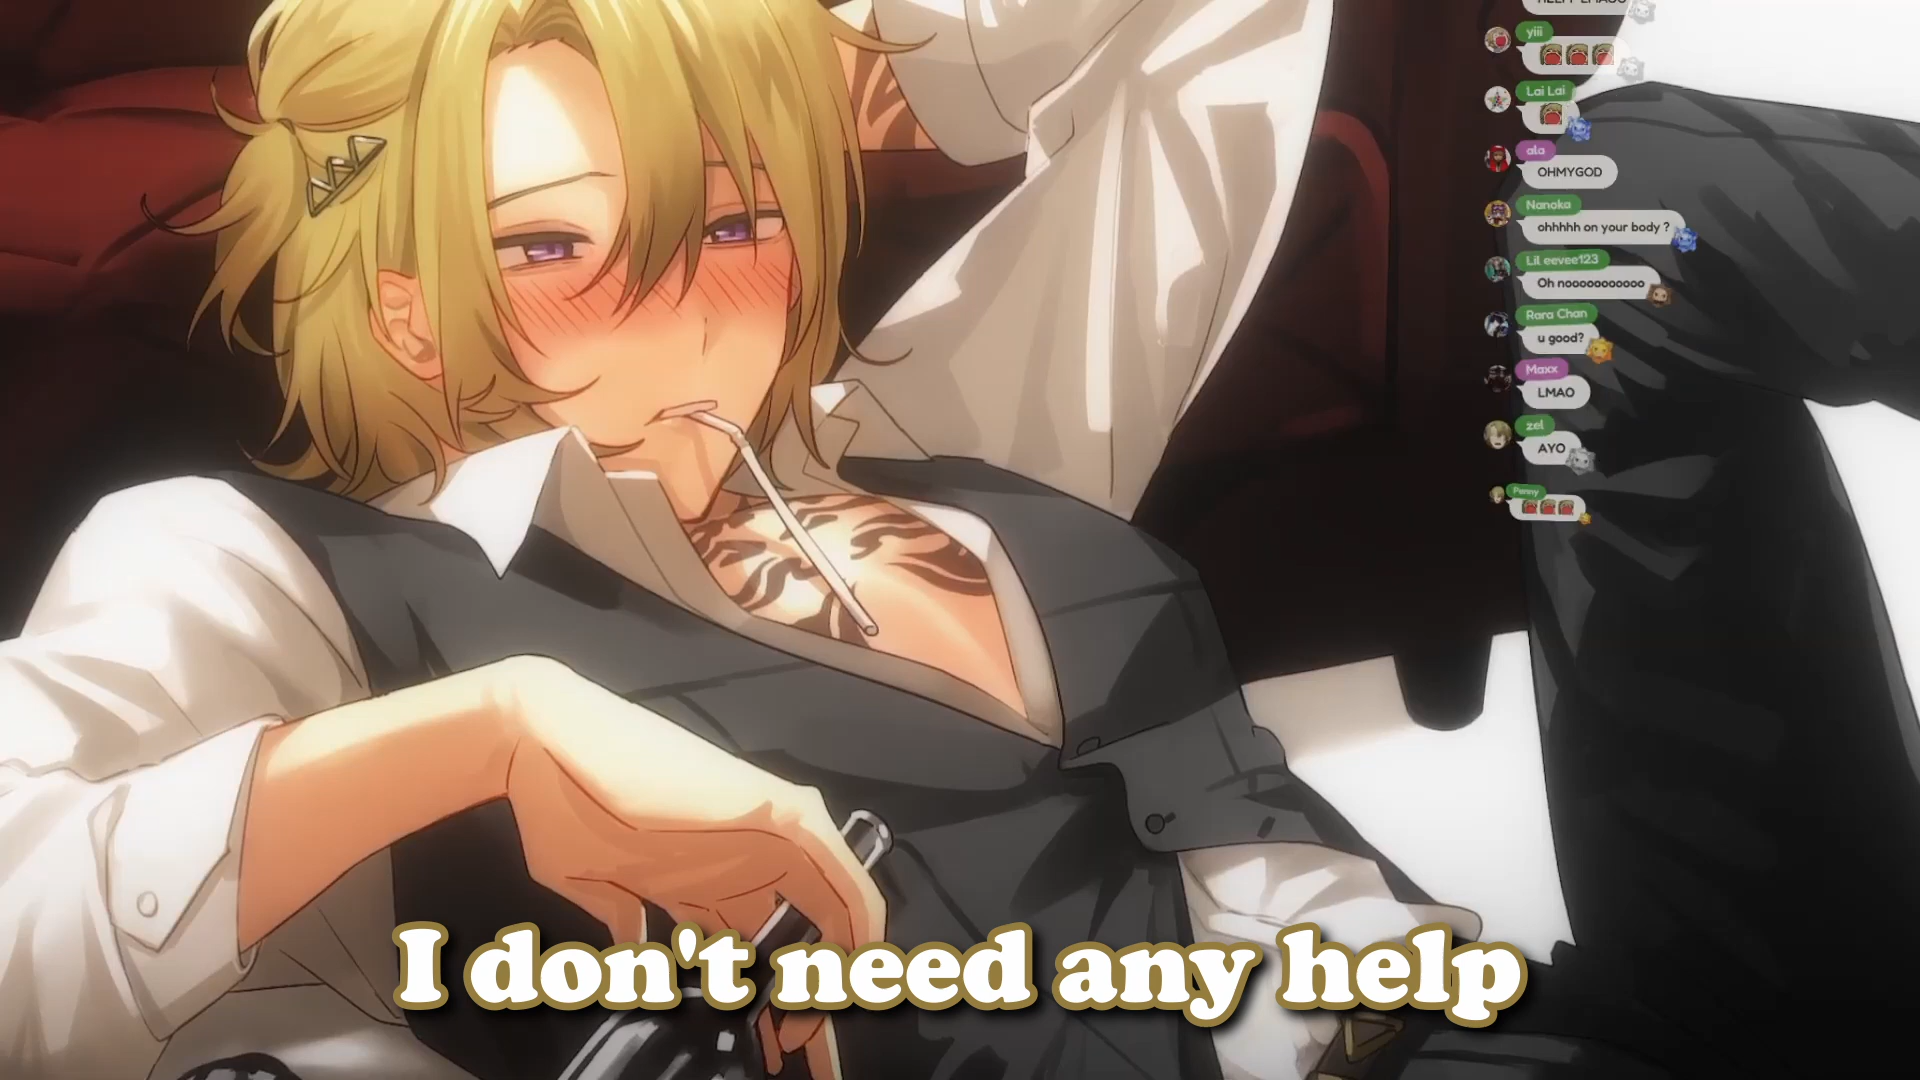 yiii
Lai Lai
ala
OHMYGOD
Nanoka
ohhhhh on your body ?
Lil eevee123
Oh nooooooooooo
Rara Chan
u good?
Maxx
LMAO
zel
AYO
Penny
I don't need any help